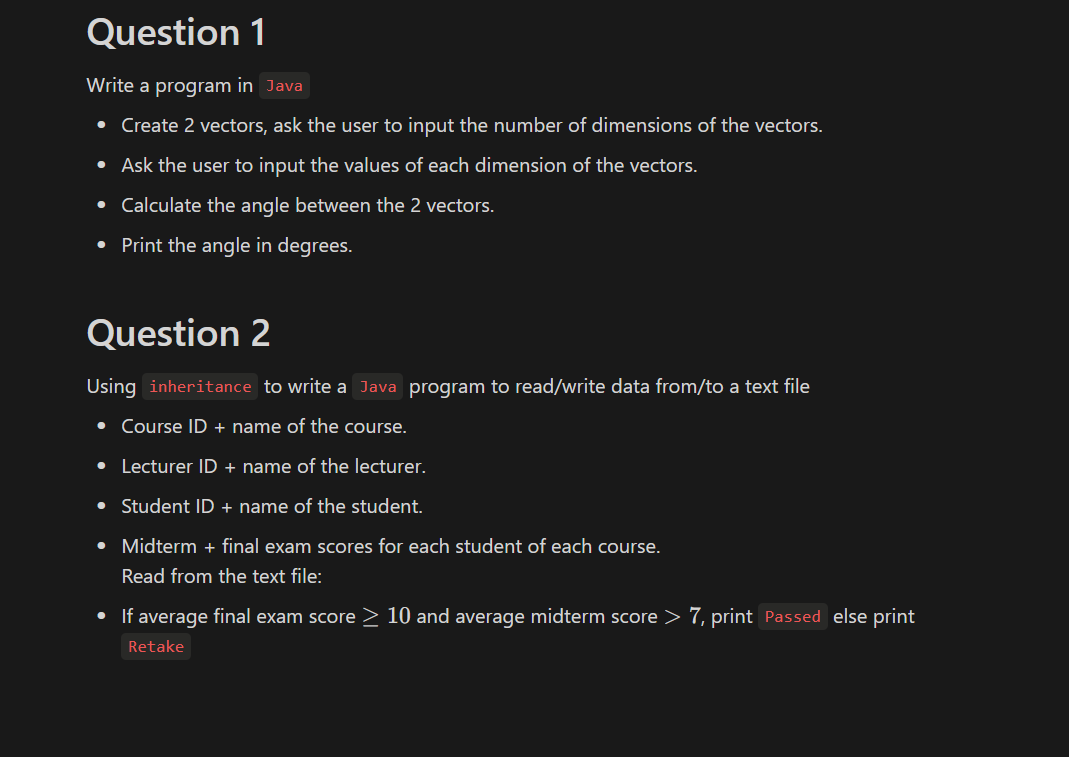 Question 1
Write a program in Java
• Create 2 vectors, ask the user to input the number of dimensions of the vectors.
• Ask the user to input the values of each dimension of the vectors.
• Calculate the angle between the 2 vectors.
• Print the angle in degrees.
Question 2
Using inheritance to write a Java program to read/write data from/to a text file
• Course ID + name of the course.
• Lecturer ID + name of the lecturer.
• Student ID + name of the student.
• Midterm + final exam scores for each student of each course.
Read from the text file:
• If average final exam score ≥ 10 and average midterm score > 7, print Passed else print
Retake